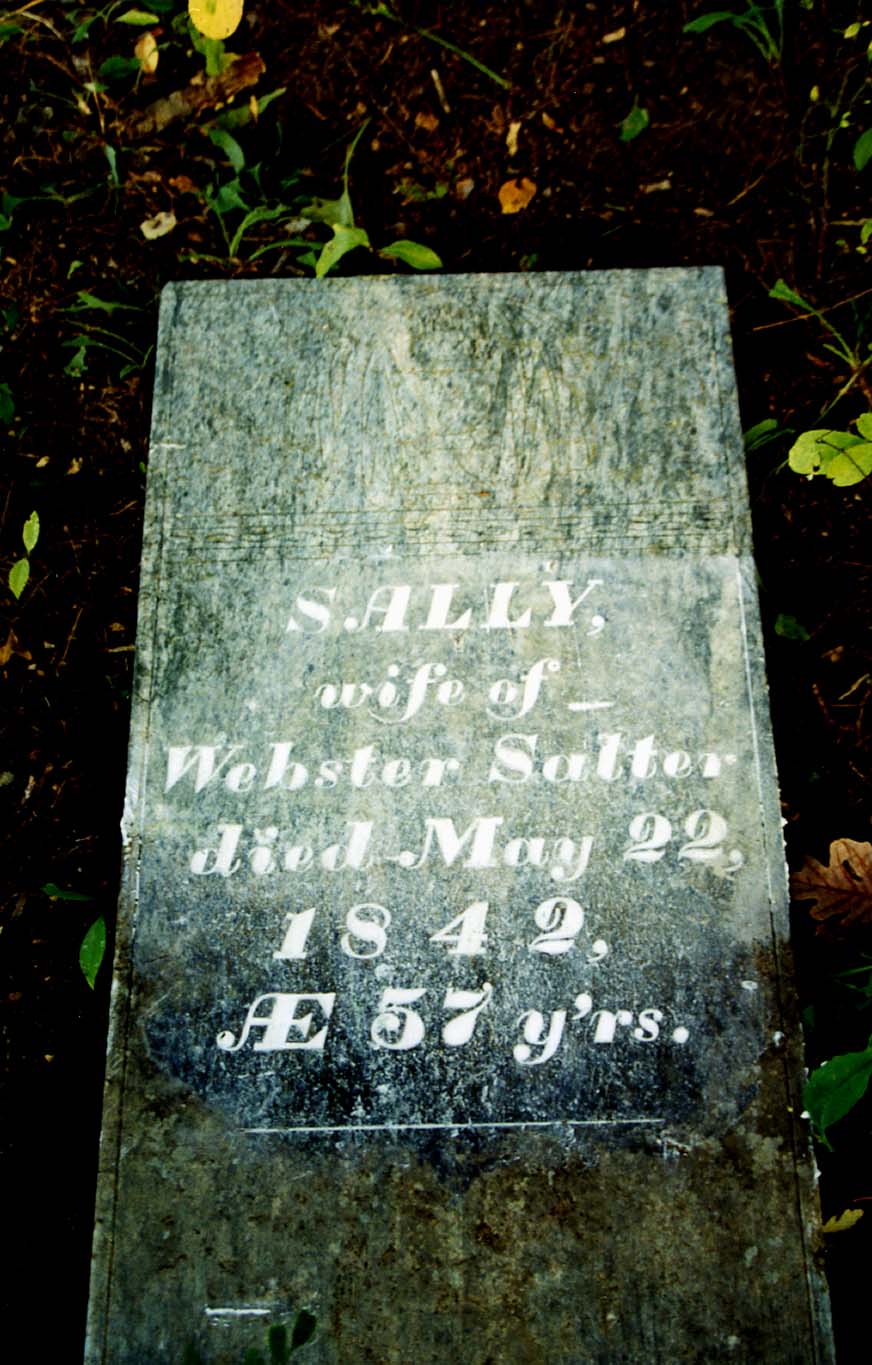 SALLY,
wife of
Webster Salter
died May 22,
1842,
Æ 57 y'rs.